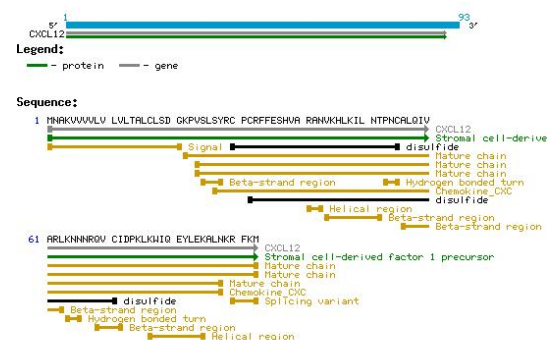 1 93
5' 3'
CXCL12
Legend:
- protein - gene
Sequence:
1 MNAKVVVVLV LVLTALCLSD GKPVSLSYRC PCRFFESHVA RANVKHLKIL NTPNCALQIV
CXCL12
Stromal cell-derive
Signal disulfide
Mature chain
Mature chain
Mature chain
Beta-strand region Hydrogen bonded turn
Chemokine_CXC
disulfide
Helical region
Beta-strand region
Beta-strand region
61 ARLKNNNRQV CIDPKLKWIQ EYLEKALNKR FKM
CXCL12
Stromal cell-derived factor 1 precursor
Mature chain
Mature chain
Mature chain
Chemokine_CXC
disulfide Splicing variant
Beta-strand region
Hydrogen bonded turn
Beta-strand region
Helical region